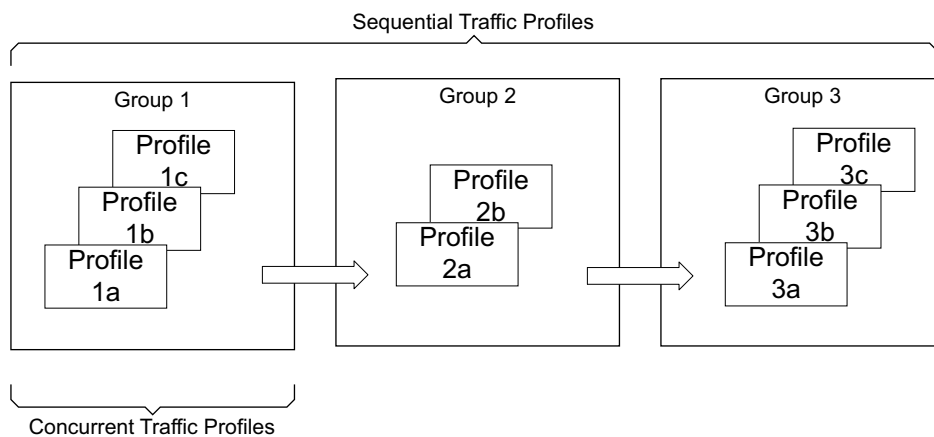 Sequential Traffic Profiles
Group 1
Profile
1c
Profile
1b
Profile
1a
Group 2
Profile
2b
Profile
2a
Group 3
Profile
3c
Profile
3b
Profile
3a
Concurrent Traffic Profiles